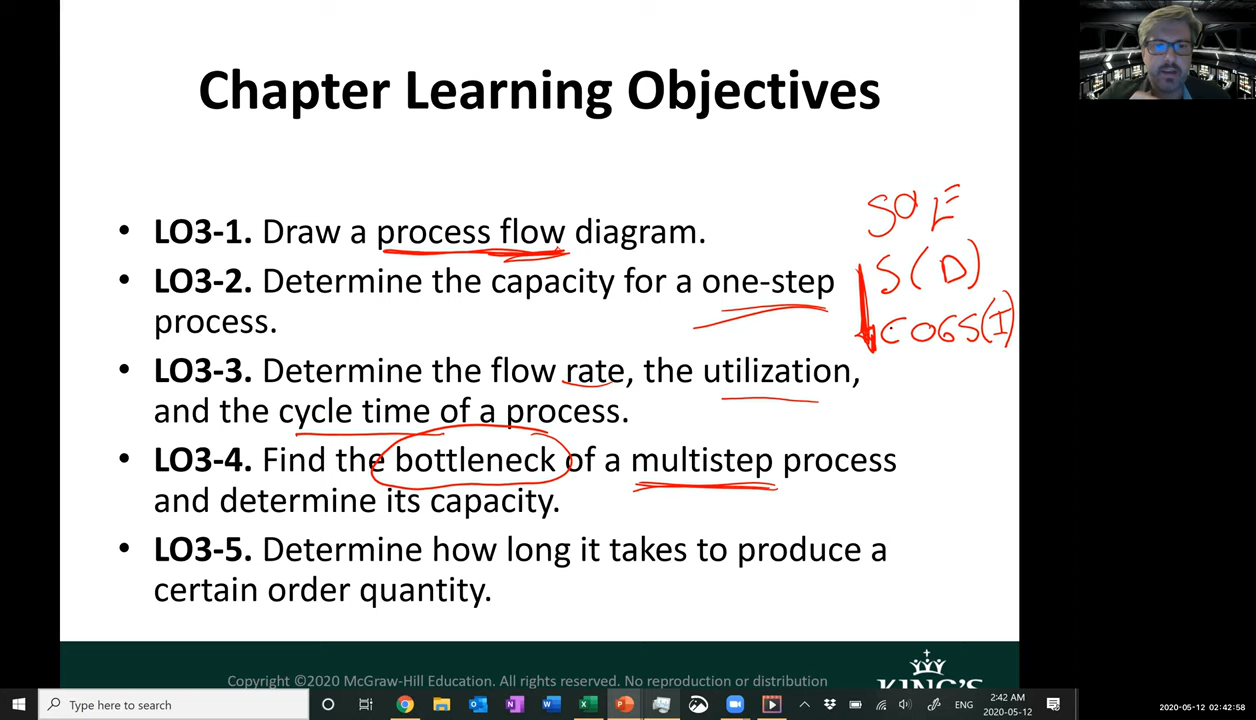 Chapter Learning Objectives
• LO3-1. Draw a process flow diagram.
• LO3-2. Determine the capacity for a one-step
process.
• LO3-3. Determine the flow rate, the utilization,
and the cycle time of a process.
• LO3-4. Find the bottleneck of a multistep process
and determine its capacity.
• LO3-5. Determine how long it takes to produce a
certain order quantity.
S(D)
COGS(I)
Copyright ©2020 McGraw-Hill Education. All rights reserved. No reproduction or distribution
KING'S
Type here to search
ENG
2:42 AM
2020-05-12
2020-05-12 02:42:58